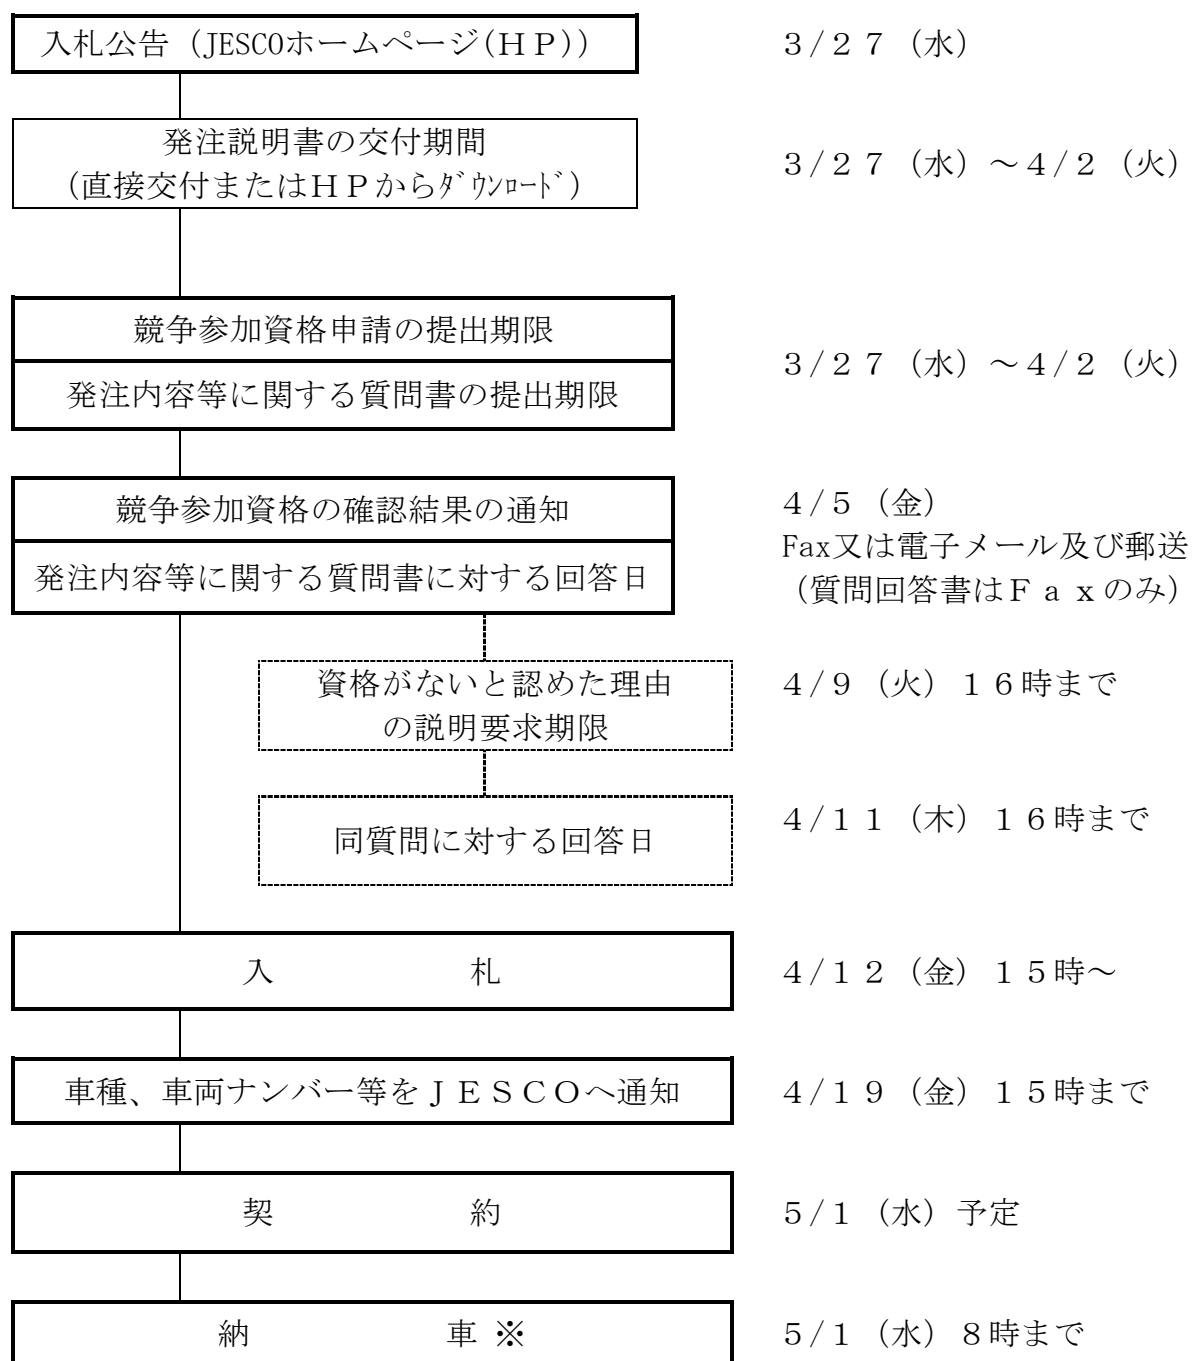 入札公告（JESCOホームページ(ＨＰ)）
３/２７（水）
発注説明書の交付期間
（直接交付またはＨＰからﾀﾞｳﾝﾛｰﾄﾞ）
３/２７（水）～４/２（火）
競争参加資格申請の提出期限
発注内容等に関する質問書の提出期限
３/２７（水）～４/２（火）
競争参加資格の確認結果の通知
発注内容等に関する質問書に対する回答日
４/５（金）
Fax又は電子メール及び郵送
（質問回答書はＦａｘのみ）
資格がないと認めた理由
の説明要求期限
４/９（火）１６時まで
同質問に対する回答日
４/１１（木）１６時まで
入　　　　　札
４/１２（金）１５時～
車種、車両ナンバー等をＪＥＳＣＯへ通知
４/１９（金）１５時まで
契　　　　　約
５/１（水）予定
納　　　　　車※
５/１（水）８時まで